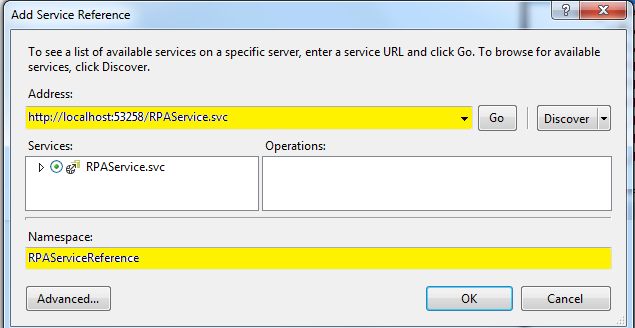 Add Service Reference
To see a list of available services on a specific server, enter a service URL and click Go. To browse for available
services, click Discover.
Address:
http://localhost:53258/RPAService.svc
Go
Discover
Services:
Operations:
RPAService.svc
Namespace:
RPAServiceReference
Advanced...
OK
Cancel